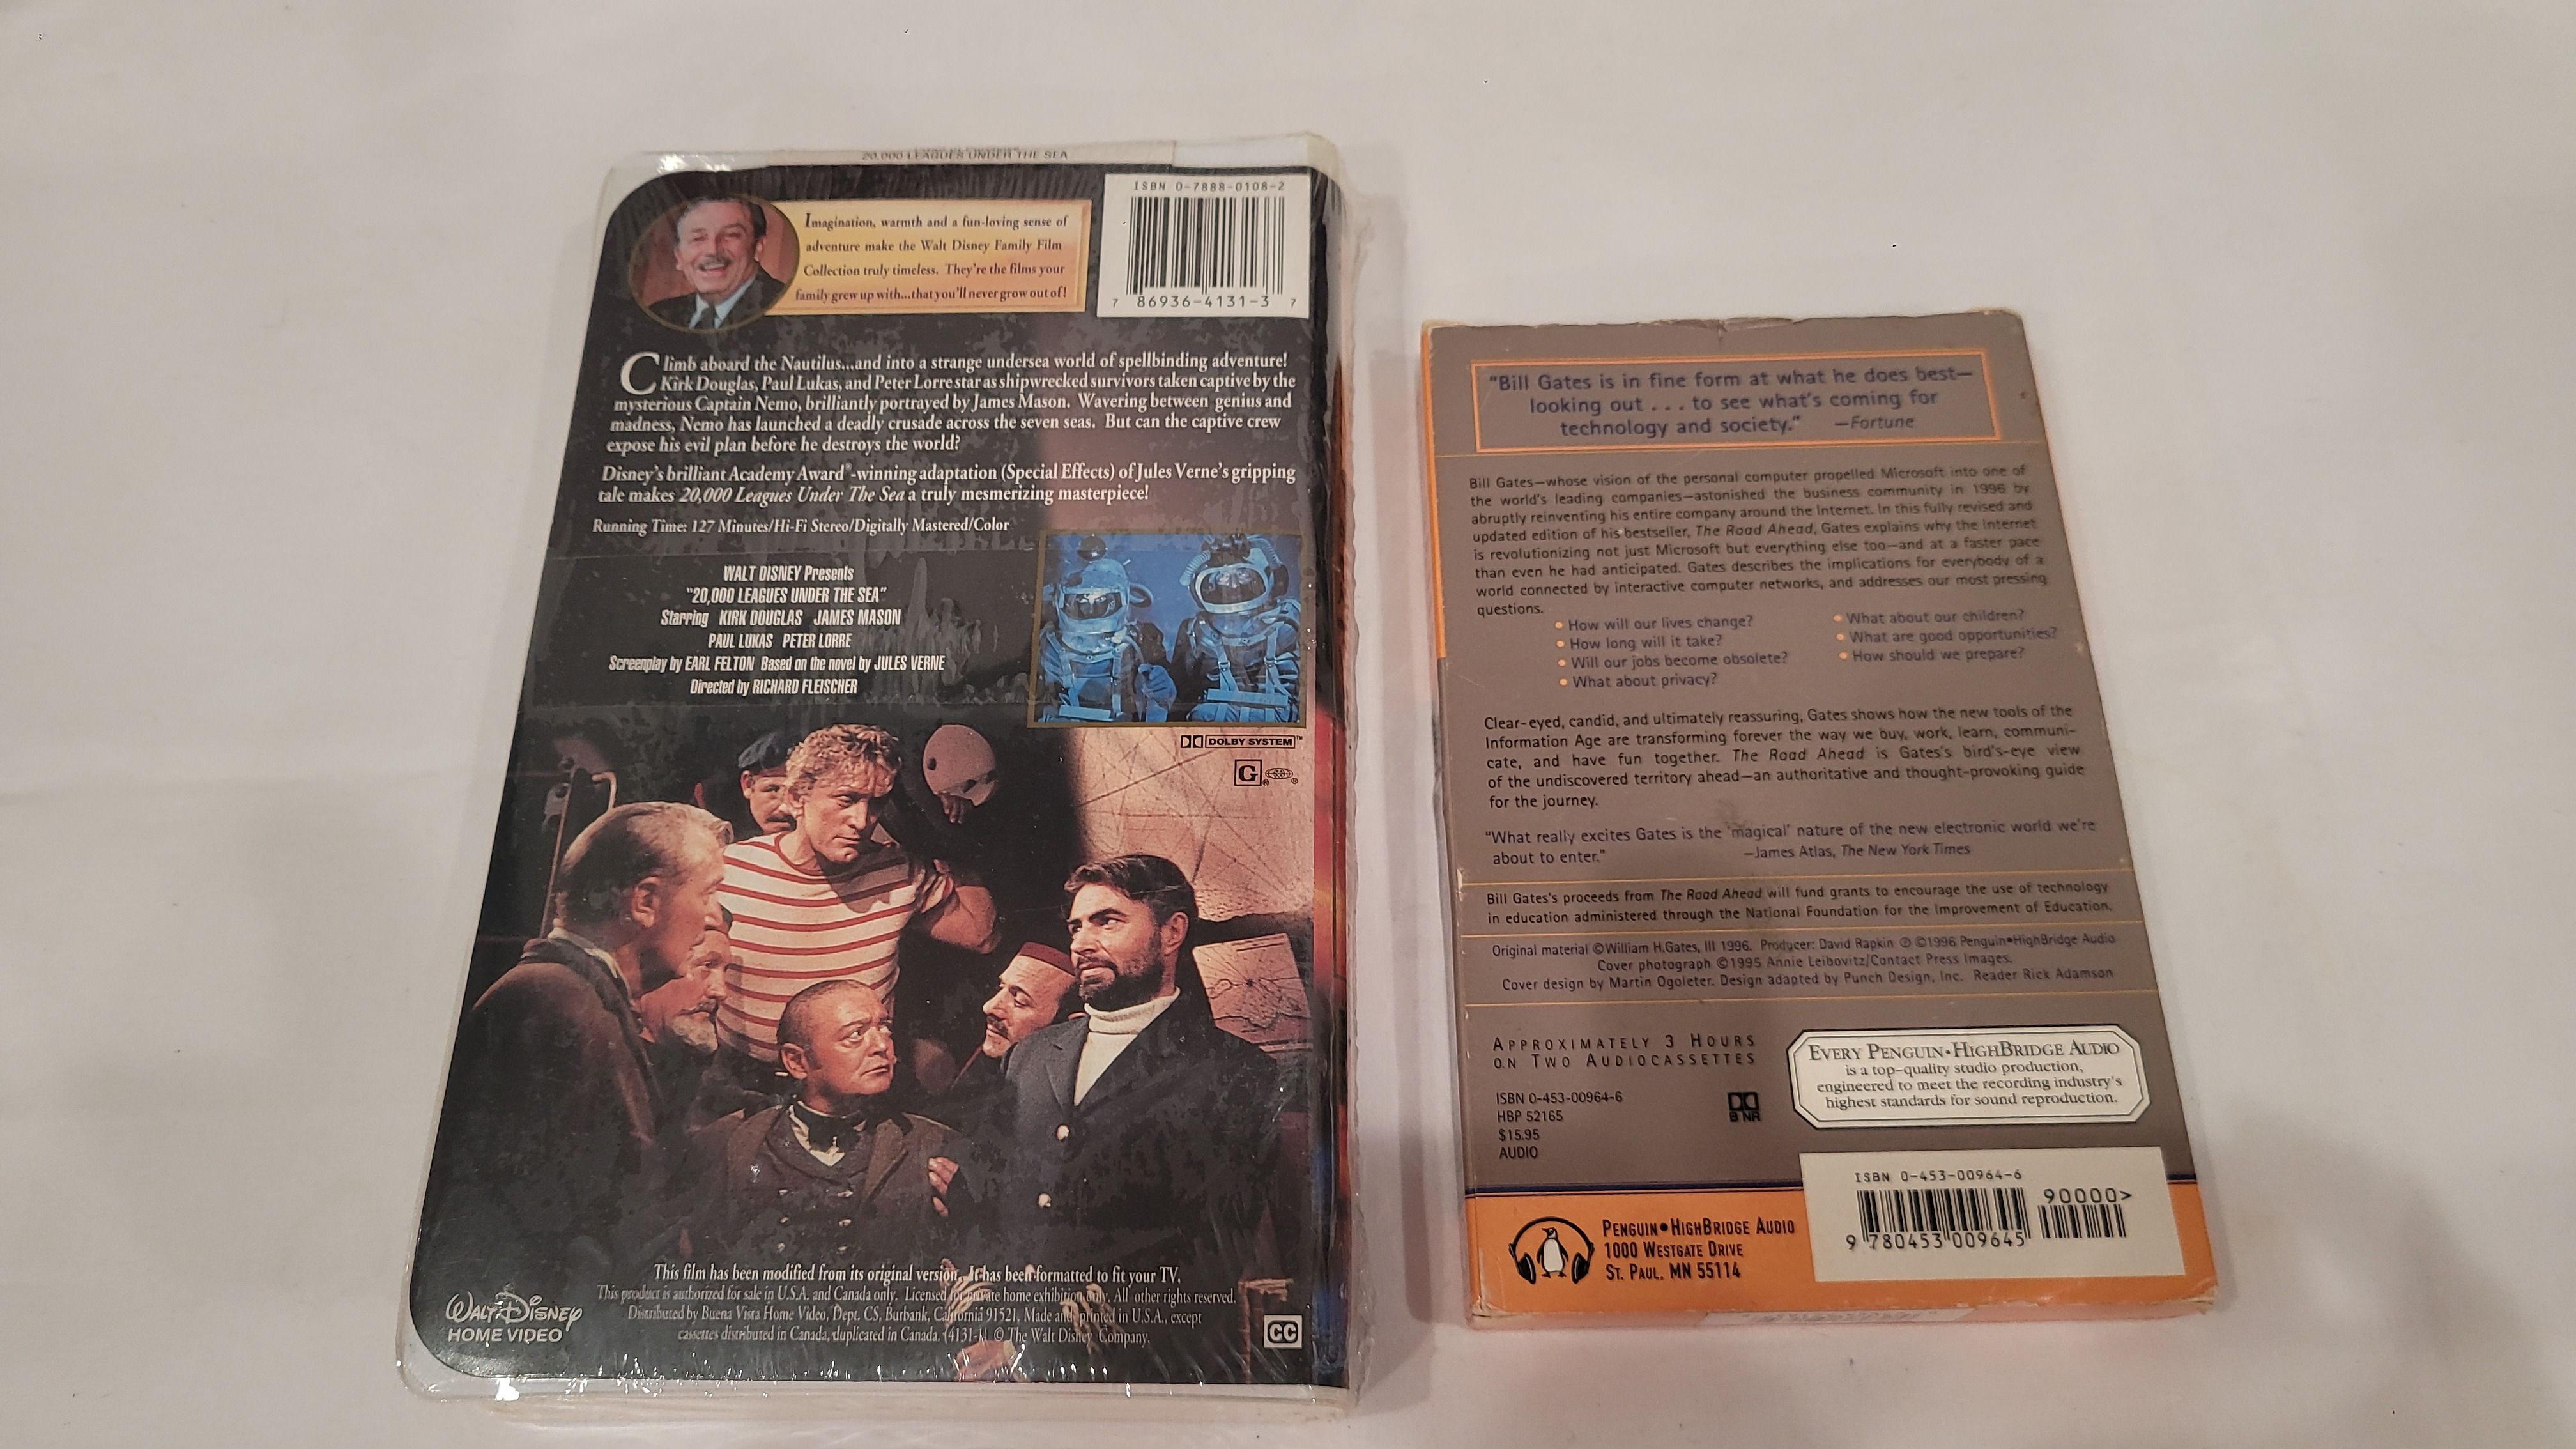 20,000 LEAGUES UNDER THE SEA
Imagination, warmth and a fun-loving sense of
adventure make the Walt Disney Family Film
Collection truly timeless. They're the films your
family grew up with...that you'll never grow out of!
ISBN 0-7888-0108-2
7 86936-4131-3 7
Climb aboard the Nautilus...and into a strange undersea world of spellbinding adventure!
Kirk Douglas, Paul Lukas, and Peter Lorre star as shipwrecked survivors taken captive by the
mysterious Captain Nemo, brilliantly portrayed by James Mason. Wavering between genius and
madness, Nemo has launched a deadly crusade across the seven seas. But can the captive crew
expose his evil plan before he destroys the world?
Disney's brilliant Academy Award®-winning adaptation (Special Effects) of Jules Verne's gripping
tale makes 20,000 Leagues Under The Sea a truly mesmerizing masterpiece!
Running Time: 127 Minutes/Hi-Fi Stereo/Digitally Mastered/Color
WALT DISNEY Presents
"20,000 LEAGUES UNDER THE SEA"
Starring KIRK DOUGLAS JAMES MASON
PAUL LUKAS PETER LORRE
Screenplay by EARL FELTON Based on the novel by JULES VERNE
Directed by RICHARD FLEISCHER
DOLBY SYSTEM™
G®
This film has been modified from its original version. It has been formatted to fit your TV.
This product is authorized for sale in U.S.A. and Canada only. Licensed for private home exhibition only. All other rights reserved.
Distributed by Buena Vista Home Video, Dept. CS, Burbank, California 91521. Made and printed in U.S.A., except
cassettes distributed in Canada, duplicated in Canada. (4131-1) © The Walt Disney Company.
WALT DISNEY
HOME VIDEO
CC
"Bill Gates is in fine form at what he does best—
looking out . . . to see what's coming for
technology and society." —Fortune
Bill Gates—whose vision of the personal computer propelled Microsoft into one of
the world's leading companies—astonished the business community in 1996 by
abruptly reinventing his entire company around the Internet. In this fully revised and
updated edition of his bestseller, The Road Ahead, Gates explains why the Internet
is revolutionizing not just Microsoft but everything else too—and at a faster pace
than even he had anticipated. Gates describes the implications for everybody of a
world connected by interactive computer networks, and addresses our most pressing
questions.
• How will our lives change?
• How long will it take?
• Will our jobs become obsolete?
• What about privacy?
• What about our children?
• What are good opportunities?
• How should we prepare?
Clear-eyed, candid, and ultimately reassuring, Gates shows how the new tools of the
Information Age are transforming forever the way we buy, work, learn, communi-
cate, and have fun together. The Road Ahead is Gates's bird's-eye view
of the undiscovered territory ahead—an authoritative and thought-provoking guide
for the journey.
"What really excites Gates is the 'magical' nature of the new electronic world we're
about to enter." —James Atlas, The New York Times
Bill Gates's proceeds from The Road Ahead will fund grants to encourage the use of technology
in education administered through the National Foundation for the Improvement of Education.
Original material ©William H.Gates, III 1996. Producer: David Rapkin ℗ ©1996 Penguin•HighBridge Audio
Cover photograph ©1995 Annie Leibovitz/Contact Press Images.
Cover design by Martin Ogoleter. Design adapted by Punch Design, Inc. Reader Rick Adamson
APPROXIMATELY 3 HOURS
ON TWO AUDIOCASSETTES
ISBN 0-453-00964-6
HBP 52165
$15.95
AUDIO
B NR
EVERY PENGUIN•HIGHBRIDGE AUDIO
is a top-quality studio production,
engineered to meet the recording industry's
highest standards for sound reproduction.
PENGUIN•HIGHBRIDGE AUDIO
1000 WESTGATE DRIVE
ST. PAUL, MN 55114
ISBN 0-453-00964-6
90000>
9 780453 009645